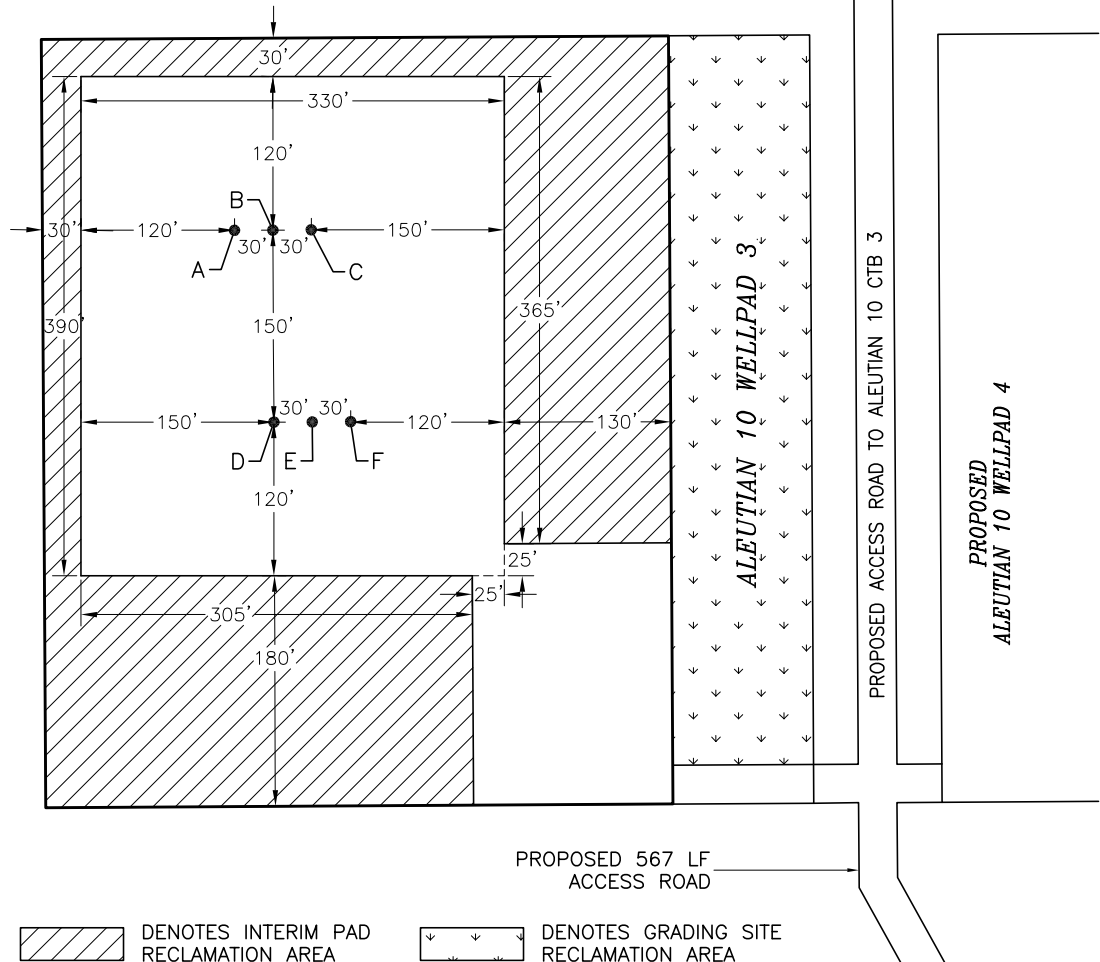 30'
330'
120'
B
30'
120'
30'
30'
150'
A
C
390'
150'
365'
150'
30'
30'
120'
130'
D
E
F
120'
25'
25'
305'
180'
ALEUTIAN 10 WELLPAD 3
PROPOSED ACCESS ROAD TO ALEUTIAN 10 CTB 3
PROPOSED
ALEUTIAN 10 WELLPAD 4
PROPOSED 567 LF
ACCESS ROAD
DENOTES INTERIM PAD
RECLAMATION AREA
DENOTES GRADING SITE
RECLAMATION AREA